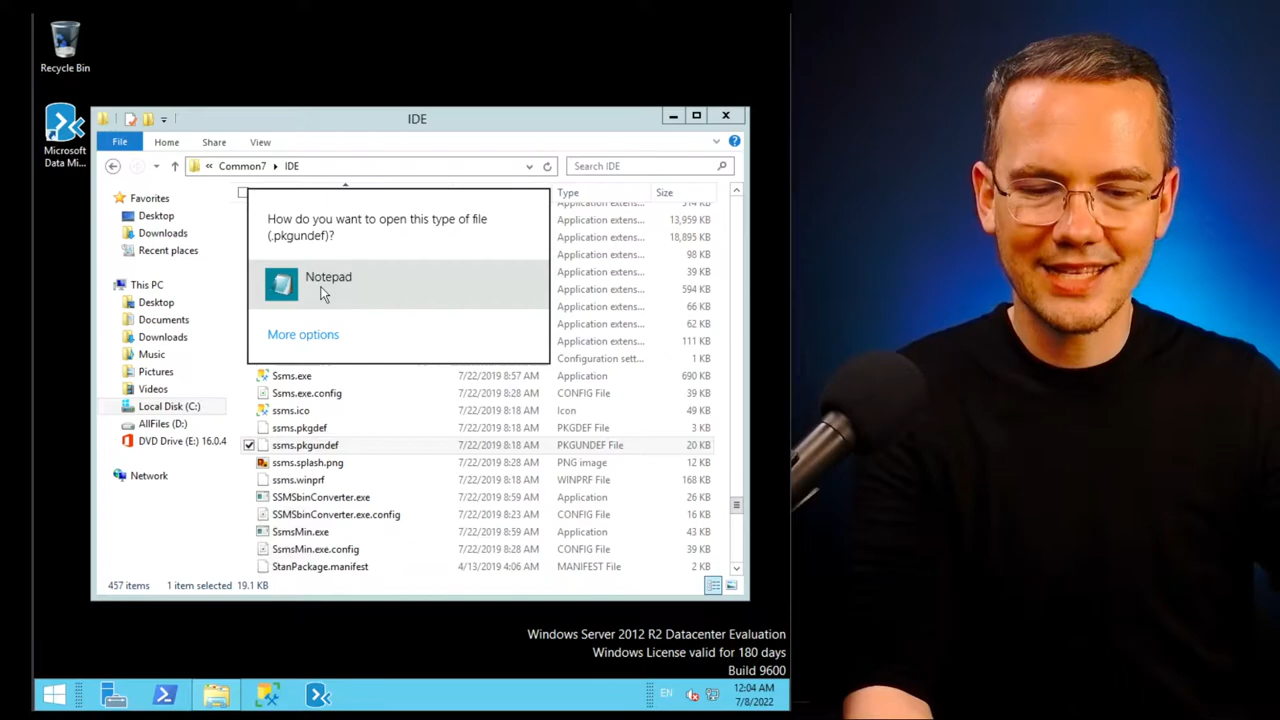 Recycle Bin
Microsoft
Data Mi...
IDE
File Home Share View
« Common7 IDE
Search IDE
Favorites
Desktop
Downloads
Recent places
This PC
Desktop
Documents
Downloads
Music
Pictures
Videos
Local Disk (C:)
AllFiles (D:)
DVD Drive (E:) 16.0.4
Network
How do you want to open this type of file
(.pkgundef)?
Notepad
More options
Type Size
Application extens...
Application extens... 13,959 KB
Application extens... 18,895 KB
Application extens... 98 KB
Application extens... 39 KB
Application extens... 594 KB
Application extens... 66 KB
Application extens... 62 KB
Application extens... 111 KB
Configuration sett... 1 KB
Ssms.exe 7/22/2019 8:57 AM Application 690 KB
Ssms.exe.config 7/22/2019 8:28 AM CONFIG File 39 KB
ssms.ico 7/22/2019 8:18 AM Icon 49 KB
ssms.pkgdef 7/22/2019 8:18 AM PKGDEF File 3 KB
ssms.pkgundef 7/22/2019 8:18 AM PKGUNDEF File 20 KB
ssms.splash.png 7/22/2019 8:28 AM PNG image 12 KB
ssms.winprf 7/22/2019 8:18 AM WINPRF File 168 KB
SSMSbinConverter.exe 7/22/2019 8:59 AM Application 26 KB
SSMSbinConverter.exe.config 7/22/2019 8:23 AM CONFIG File 16 KB
SsmsMin.exe 7/22/2019 8:59 AM Application 43 KB
SsmsMin.exe.config 7/22/2019 8:28 AM CONFIG File 39 KB
StanPackage.manifest 4/13/2019 4:06 AM MANIFEST File 2 KB
457 items 1 item selected 19.1 KB
Windows Server 2012 R2 Datacenter Evaluation
Windows License valid for 180 days
Build 9600
EN
12:04 AM
7/8/2022